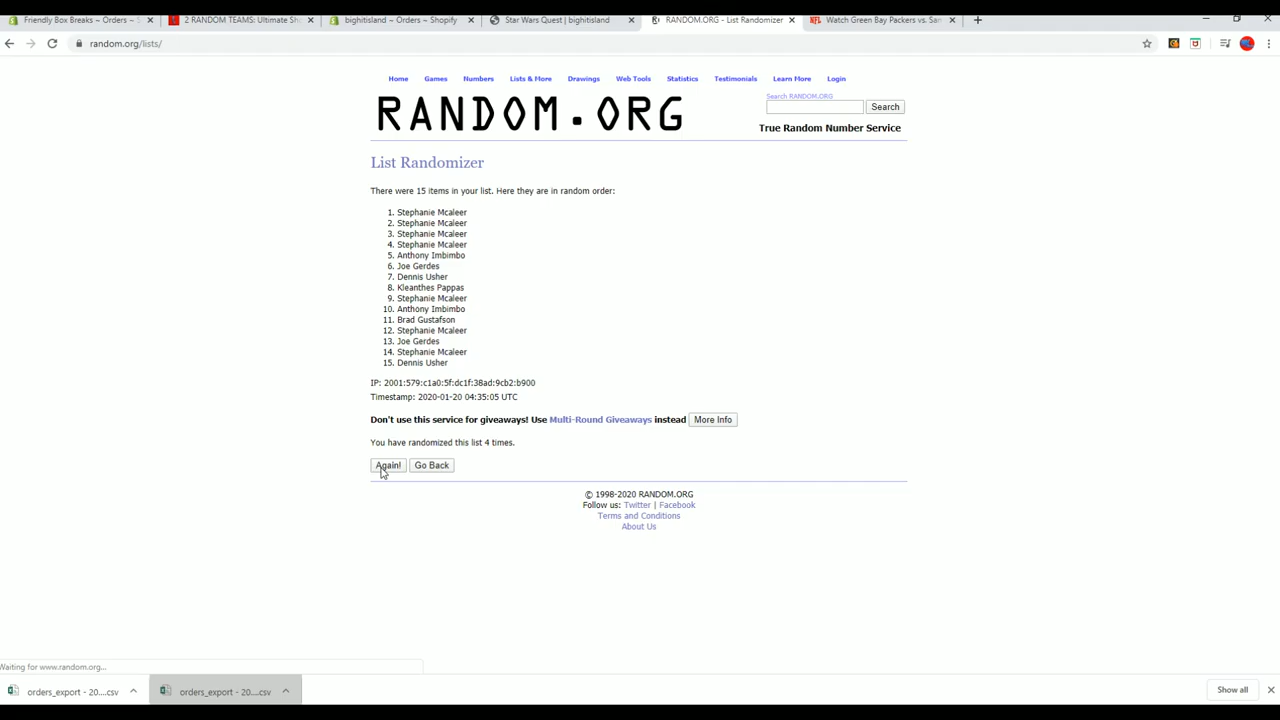 Friendly Box Breaks ~ Orders ~ S
2 RANDOM TEAMS: Ultimate Sh
bighitisland ~ Orders ~ Shopify
Star Wars Quest | bighitisland
RANDOM.ORG - List Randomizer
Watch Green Bay Packers vs. San
random.org/lists/
Home Games Numbers Lists & More Drawings Web Tools Statistics Testimonials Learn More Login
RANDOM.ORG
Search RANDOM.ORG
Search
True Random Number Service
List Randomizer
There were 15 items in your list. Here they are in random order:
1. Stephanie Mcaleer
2. Stephanie Mcaleer
3. Stephanie Mcaleer
4. Stephanie Mcaleer
5. Anthony Imbimbo
6. Joe Gerdes
7. Dennis Usher
8. Kleanthes Pappas
9. Stephanie Mcaleer
10. Anthony Imbimbo
11. Brad Gustafson
12. Stephanie Mcaleer
13. Joe Gerdes
14. Stephanie Mcaleer
15. Dennis Usher
IP: 2001:579:c1a0:5f:dc1f:38ad:9cb2:b900
Timestamp: 2020-01-20 04:35:05 UTC
Don't use this service for giveaways! Use Multi-Round Giveaways instead More Info
You have randomized this list 4 times.
Again! Go Back
© 1998-2020 RANDOM.ORG
Follow us: Twitter | Facebook
Terms and Conditions
About Us
Waiting for www.random.org...
orders_export - 20....csv
orders_export - 20....csv
Show all